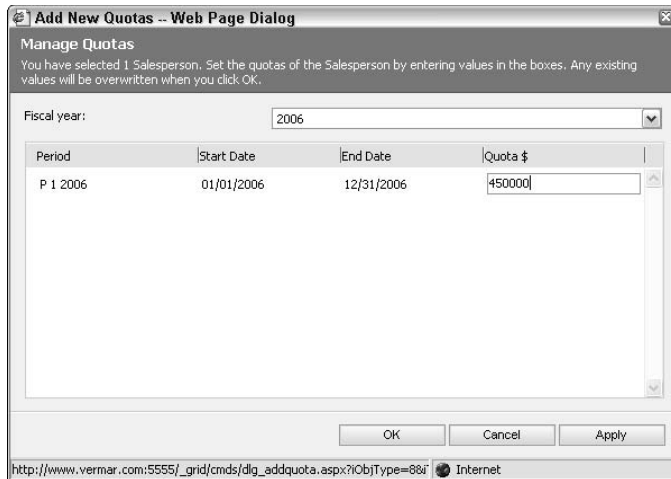 Add New Quotas -- Web Page Dialog
Manage Quotas
You have selected 1 Salesperson. Set the quotas of the Salesperson by entering values in the boxes. Any existing
values will be overwritten when you click OK.
Fiscal year: 2006
Period Start Date End Date Quota $
P 1 2006 01/01/2006 12/31/2006 450000
OK Cancel Apply
http://www.vermar.com:5555/_grid/cmds/dlg_addquota.aspx?iObjType=8&i Internet